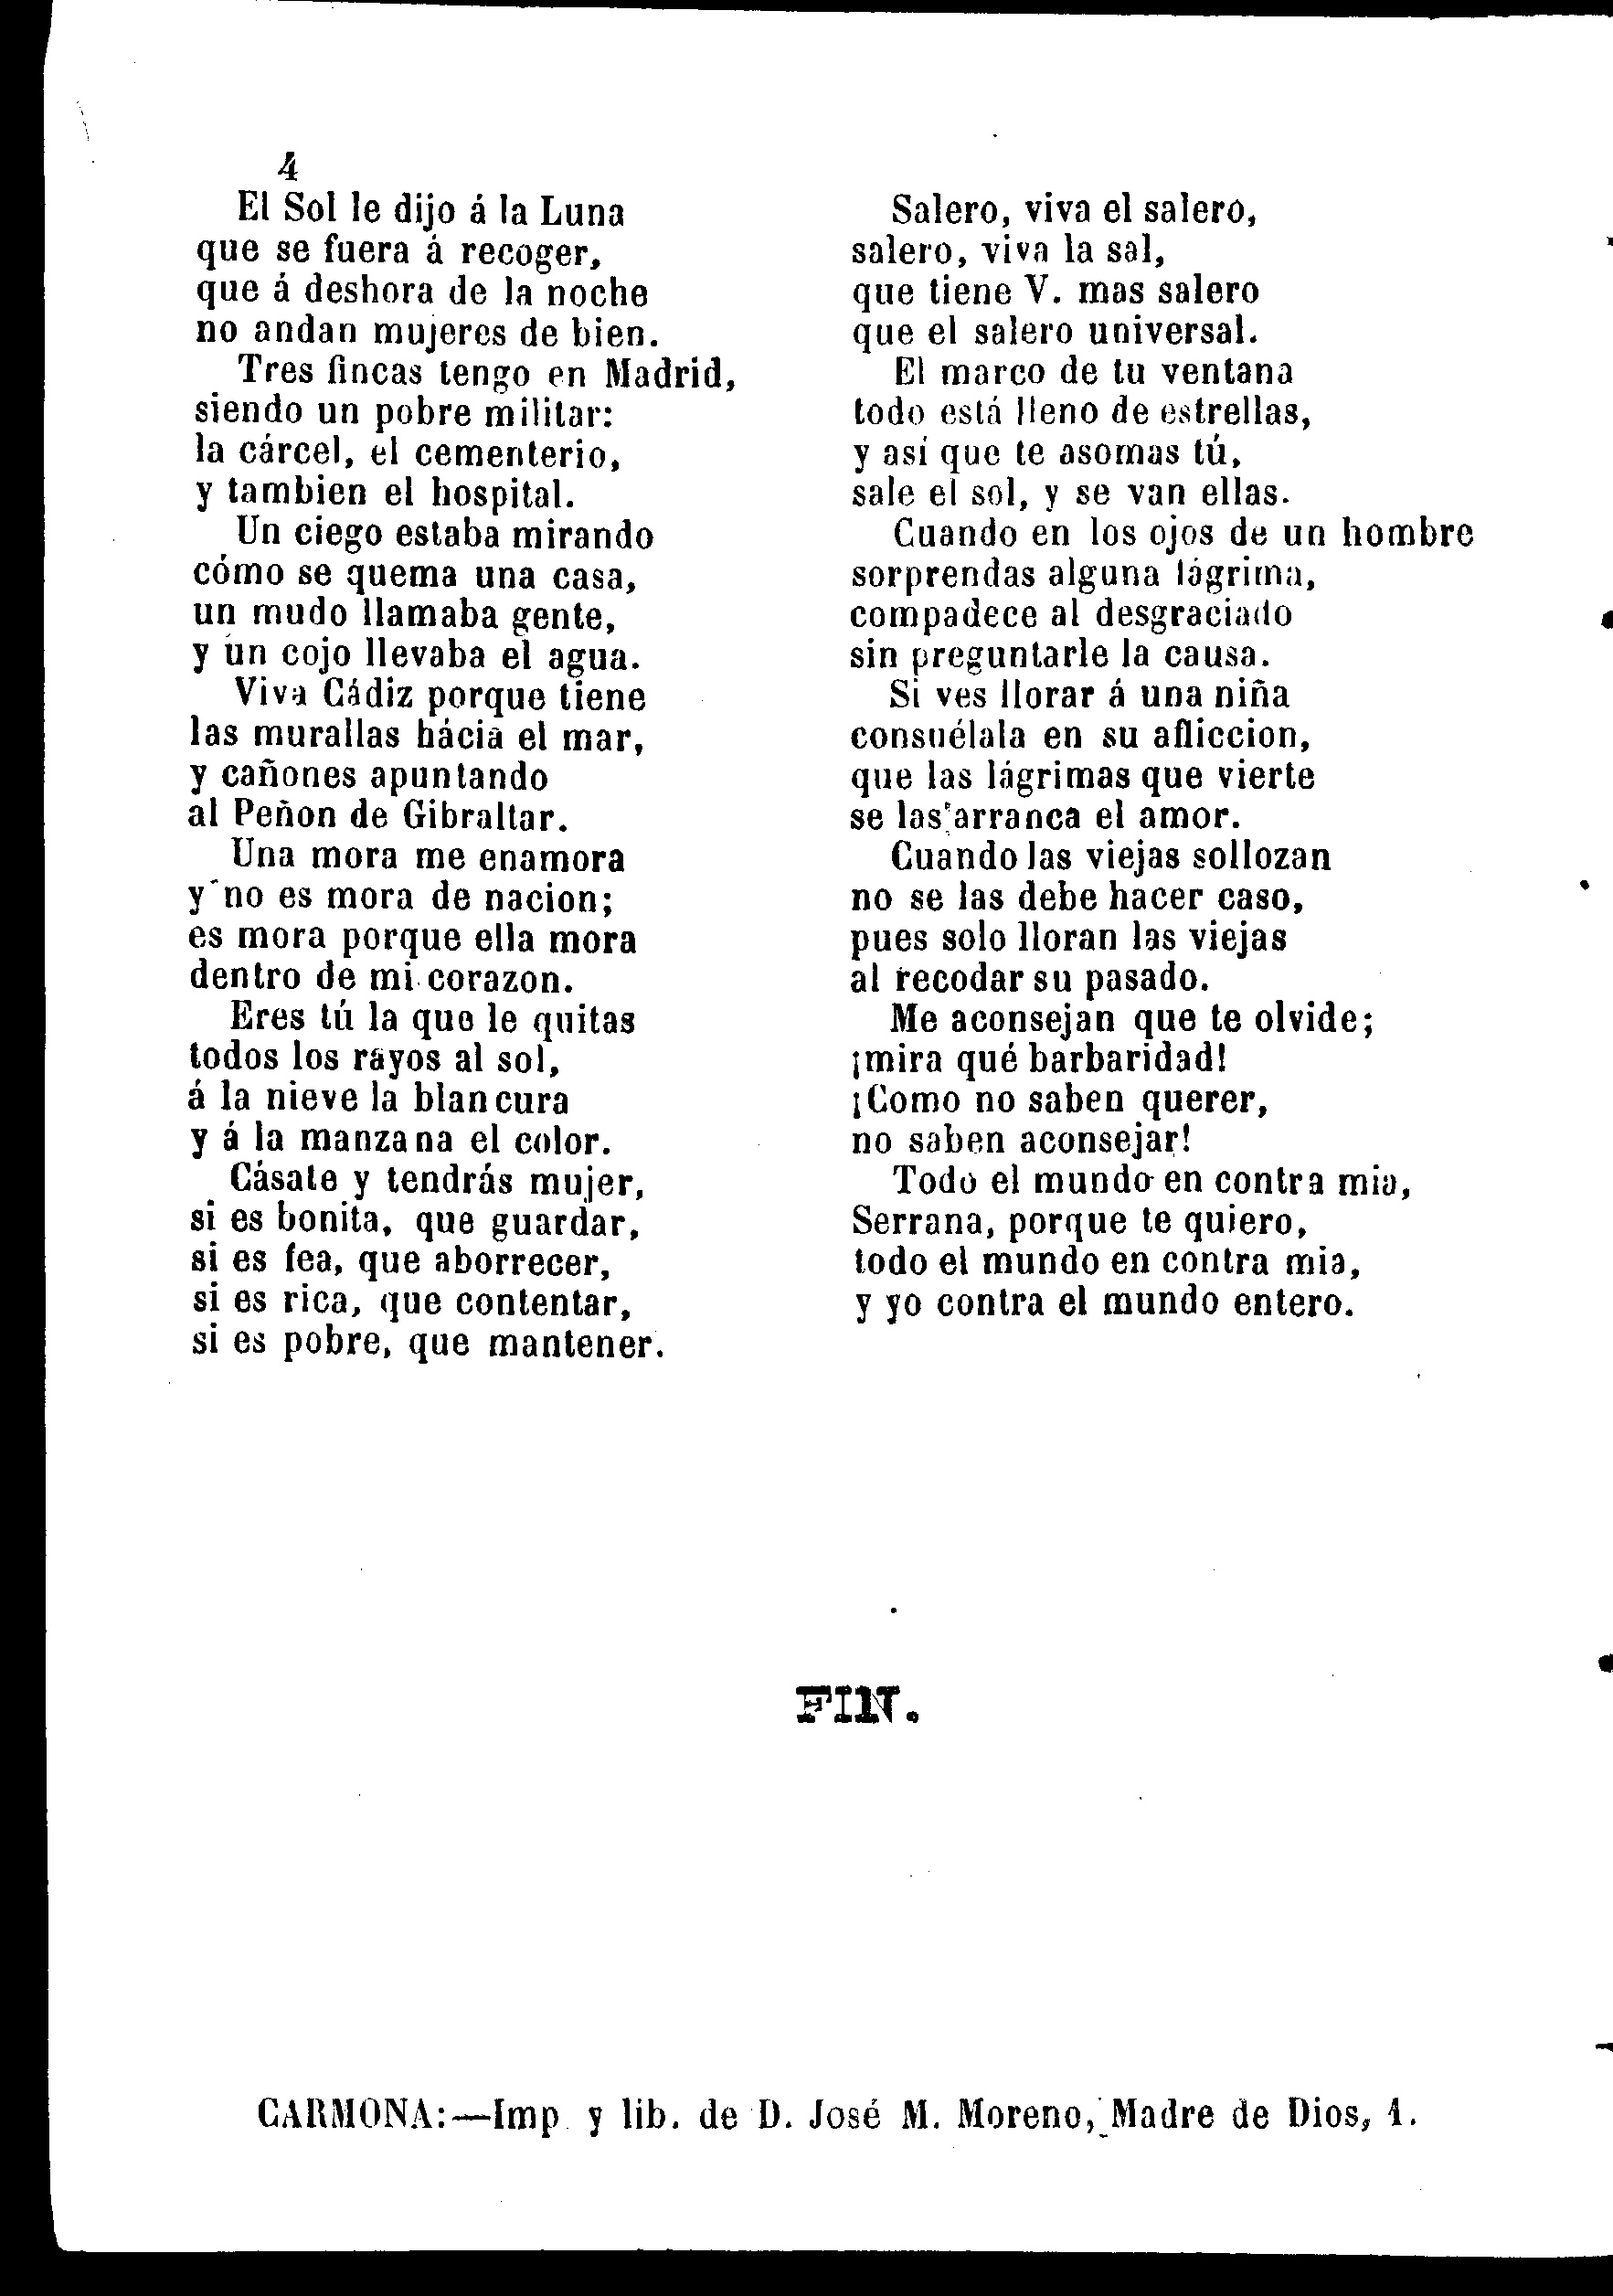 4
El Sol le dijo á la Luna
que se fuera á recoger,
que á deshora de la noche
no andan mujeres de bien.
Tres fincas tengo en Madrid,
siendo un pobre militar:
la cárcel, el cementerio,
y tambien el hospital.
Un ciego estaba mirando
cómo se quema una casa,
un mudo llamaba gente,
y un cojo llevaba el agua.
Viva Cádiz porque tiene
las murallas hácia el mar,
y cañones apuntando
al Peñon de Gibraltar.
Una mora me enamora
y no es mora de nacion;
es mora porque ella mora
dentro de mi corazon.
Eres tú la que le quitas
todos los rayos al sol,
á la nieve la blancura
y á la manzana el color.
Cásate y tendrás mujer,
si es bonita, que guardar,
si es fea, que aborrecer,
si es rica, que contentar,
si es pobre, que mantener.
Salero, viva el salero,
salero, viva la sal,
que tiene V. mas salero
que el salero universal.
El marco de tu ventana
todo está lleno de estrellas,
y así que te asomas tú,
sale el sol, y se van ellas.
Cuando en los ojos de un hombre
sorprendas alguna lágrima,
compadece al desgraciado
sin preguntarle la causa.
Si ves llorar á una niña
consuélala en su afliccion,
que las lágrimas que vierte
se las arranca el amor.
Cuando las viejas sollozan
no se las debe hacer caso,
pues solo lloran las viejas
al recodar su pasado.
Me aconsejan que te olvide;
¡mira qué barbaridad!
¡Como no saben querer,
no saben aconsejar!
Todo el mundo en contra mia,
Serrana, porque te quiero,
todo el mundo en contra mia,
y yo contra el mundo entero.
FIN.
CARMONA:—Imp y lib. de D. José M. Moreno, Madre de Dios, 1.